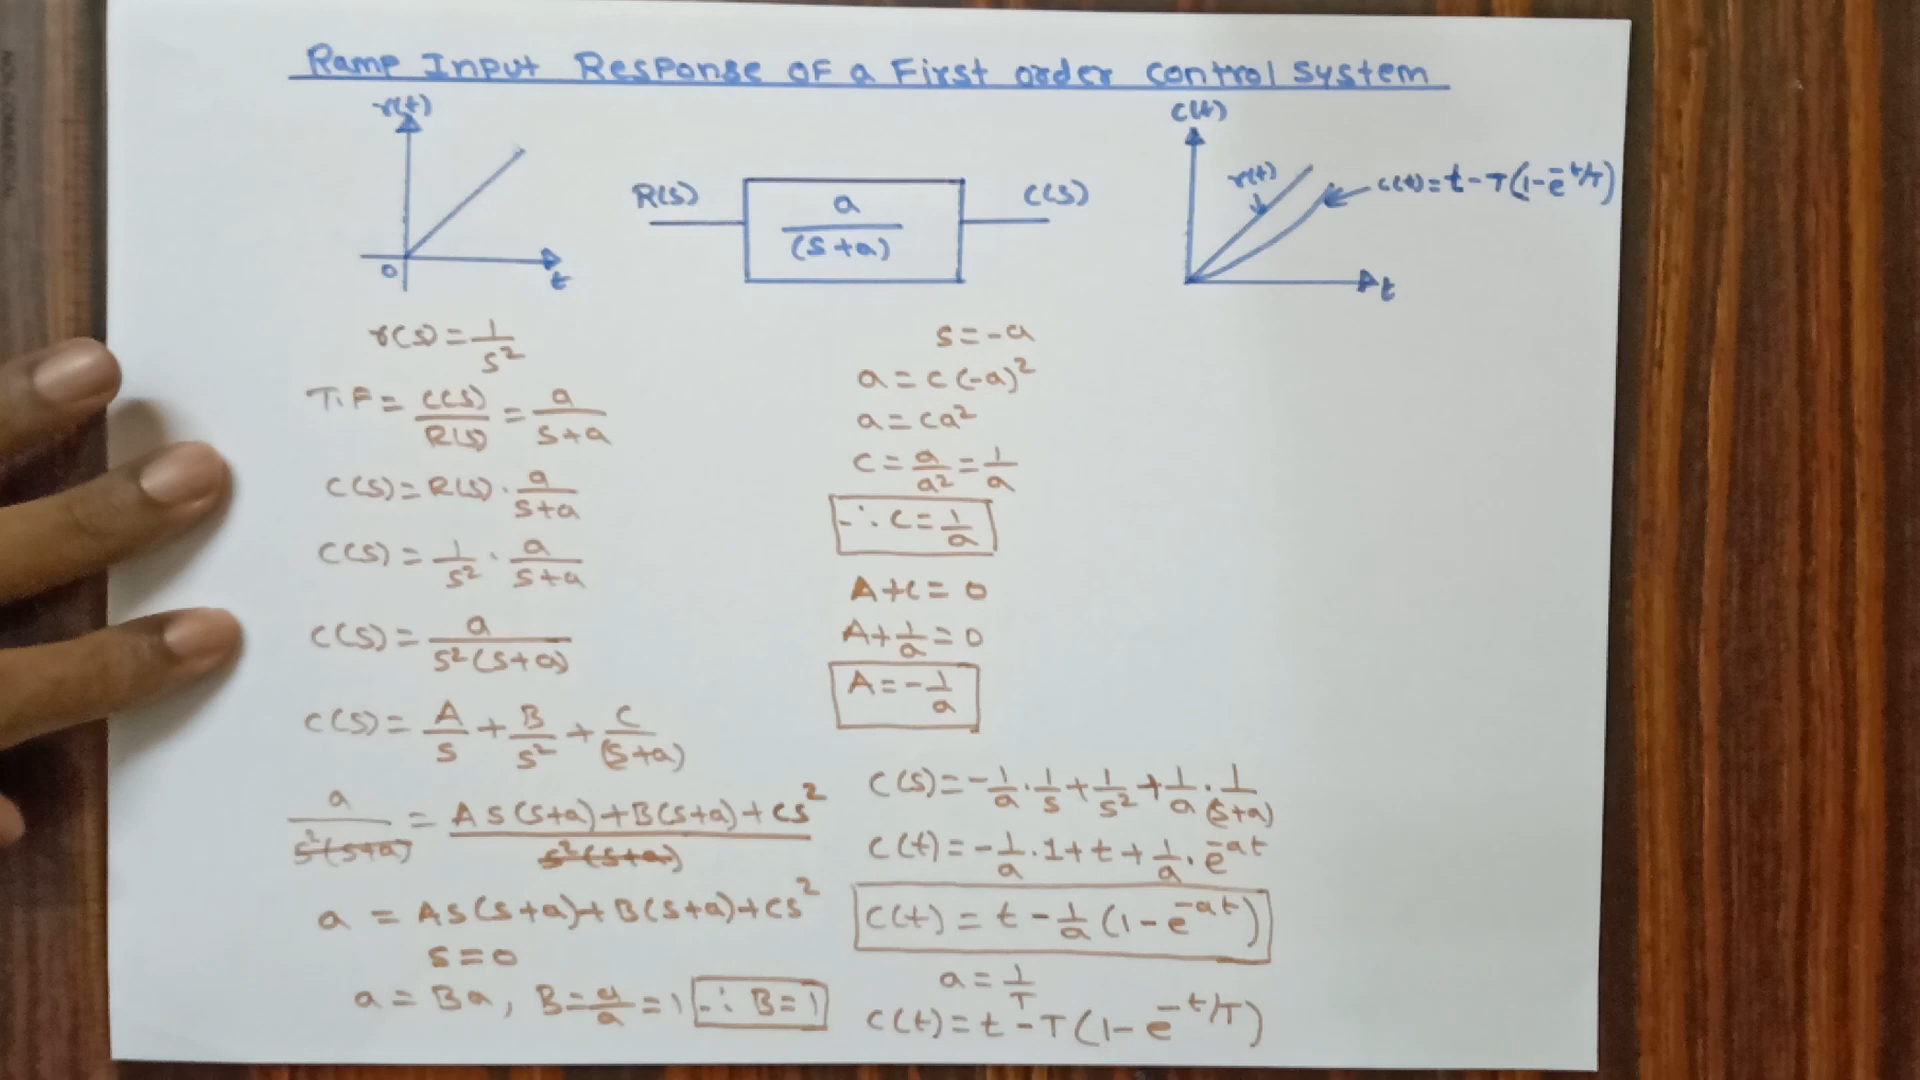 Ramp Input Response of a First order control system
r(t)
0
t
R(s)
a
(s+a)
C(s)
C(t)
r(t)
C(t)=t-T(1-e^-t/T)
t
r(s)=1/s²
T.F=C(s)/R(s)=a/s+a
C(s)=R(s)·a/s+a
C(s)=1/s²·a/s+a
C(s)=a/s²(s+a)
C(s)=A/s+B/s²+C/(s+a)
a/s²(s+a)=As(s+a)+B(s+a)+Cs²/s²(s+a)
a=As(s+a)+B(s+a)+Cs²
s=0
a=Ba, B=a/a=1 ∴B=1
s=-a
a=C(-a)²
a=Ca²
C=a/a²=1/a
∴C=1/a
A+C=0
A+1/a=0
A=-1/a
C(s)=-1/a·1/s+1/s²+1/a·1/(s+a)
C(t)=-1/a·1+t+1/a·e^-at
C(t)=t-1/a(1-e^-at)
a=1/T
C(t)=t-T(1-e^-t/T)